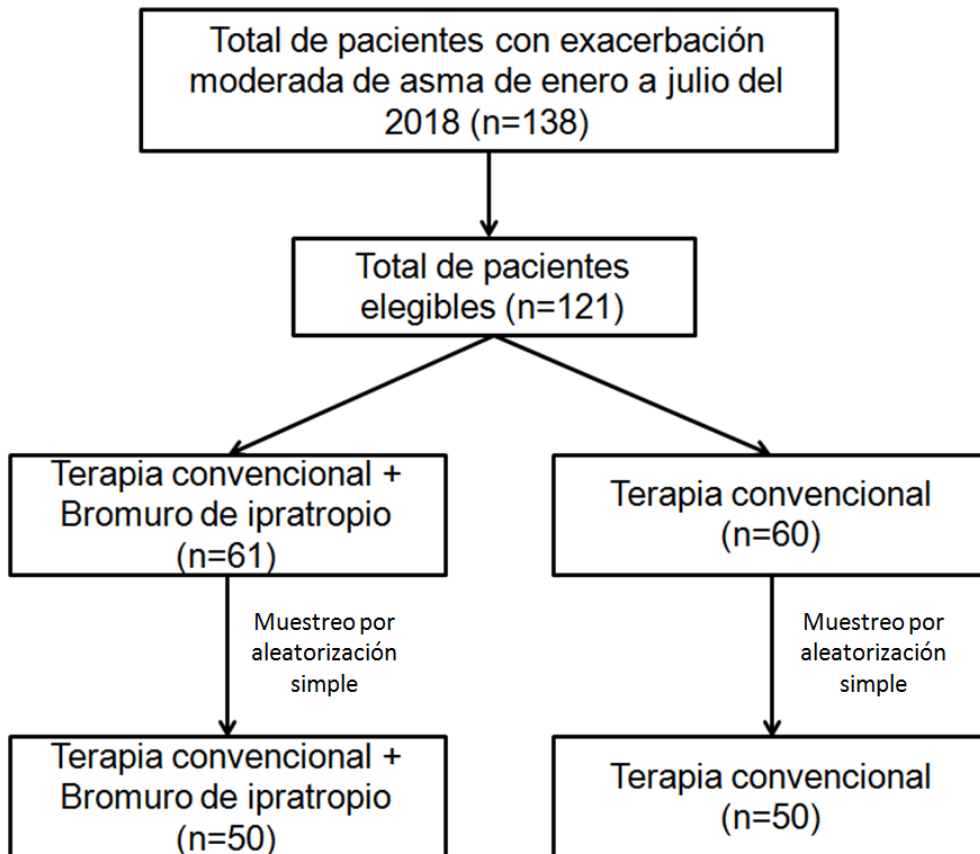 Total de pacientes con exacerbación
moderada de asma de enero a julio del
2018 (n=138)
Total de pacientes
elegibles (n=121)
Terapia convencional +
Bromuro de ipratropio
(n=61)
Terapia convencional
(n=60)
Muestreo por
aleatorización
simple
Muestreo por
aleatorización
simple
Terapia convencional +
Bromuro de ipratropio
(n=50)
Terapia convencional
(n=50)